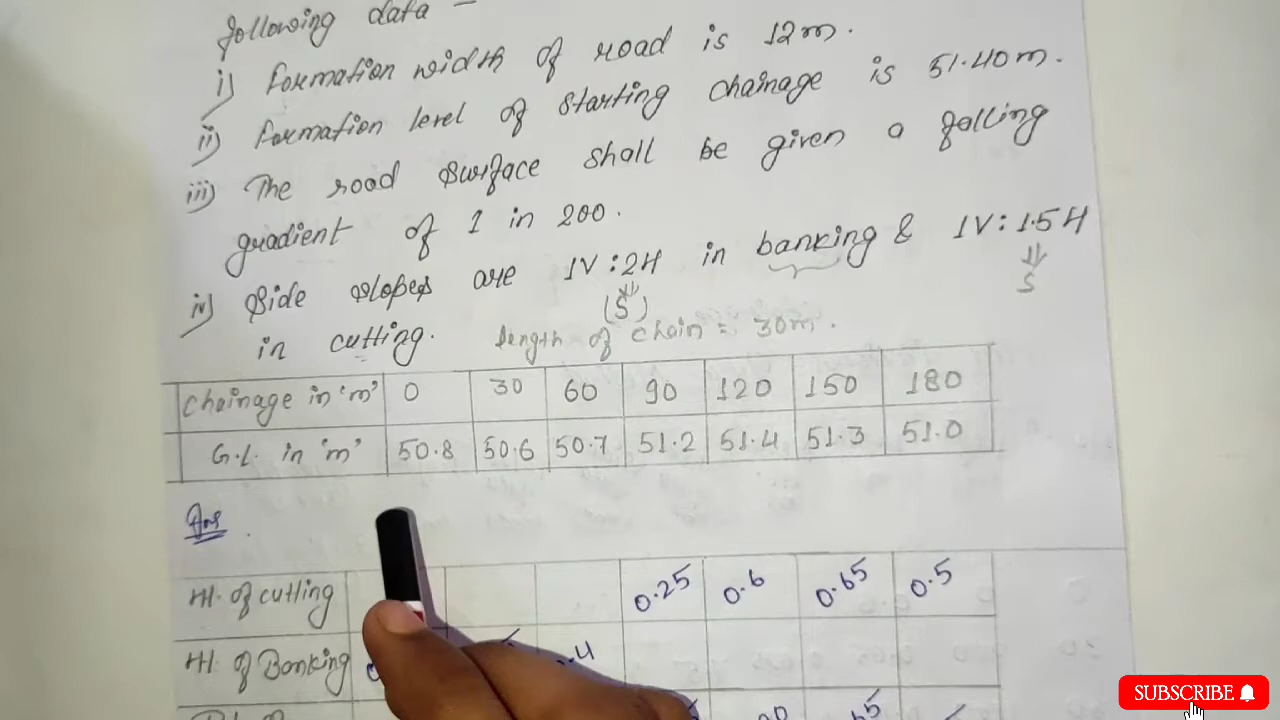 following data -
i) Formation width of road is 12m.
ii) Formation level of starting chainage is 51.40m.
iii) The road surface shall be given a falling
gradient of 1 in 200.
iv) Side slopes are 1V:2H in banking & 1V:1.5H
(S) S
in cutting. length of chain = 30m.
Chainage in 'm' 0 30 60 90 120 150 180
G.L. in 'm' 50.8 50.6 50.7 51.2 51.4 51.3 51.0
Ans.
Ht. of cutting 0.25 0.6 0.65 0.5
Ht. of Banking
SUBSCRIBE